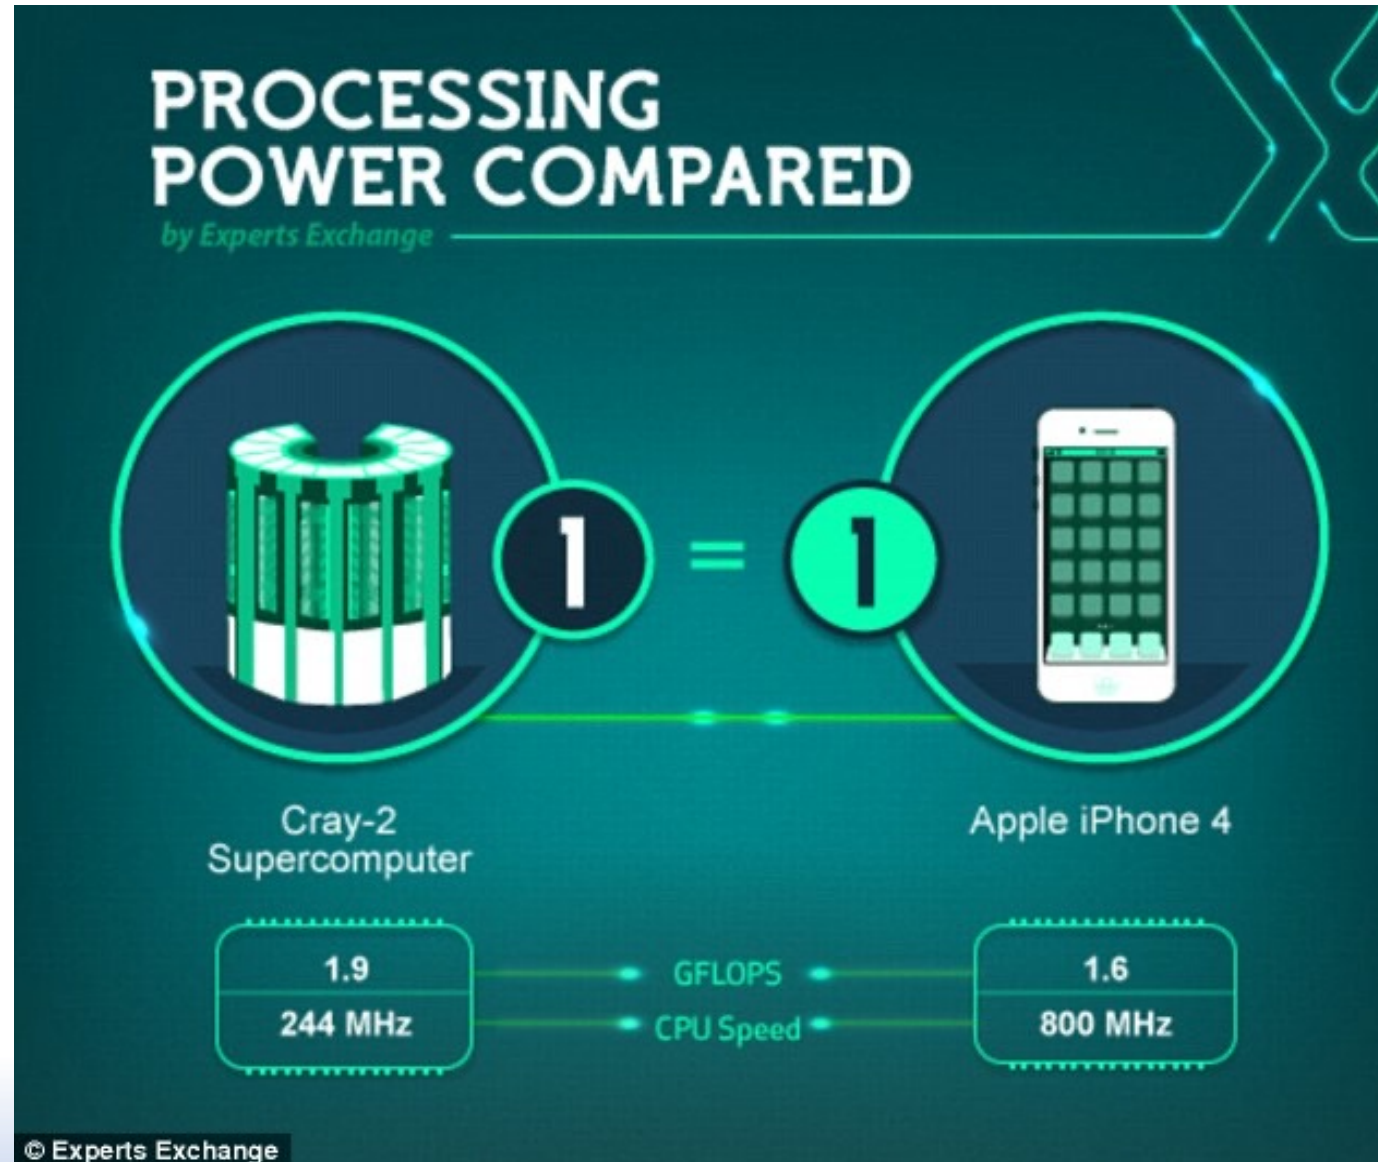 PROCESSING
POWER COMPARED
by Experts Exchange
1 = 1
Cray-2
Supercomputer
Apple iPhone 4
1.9 GFLOPS 1.6
244 MHz CPU Speed 800 MHz
© Experts Exchange